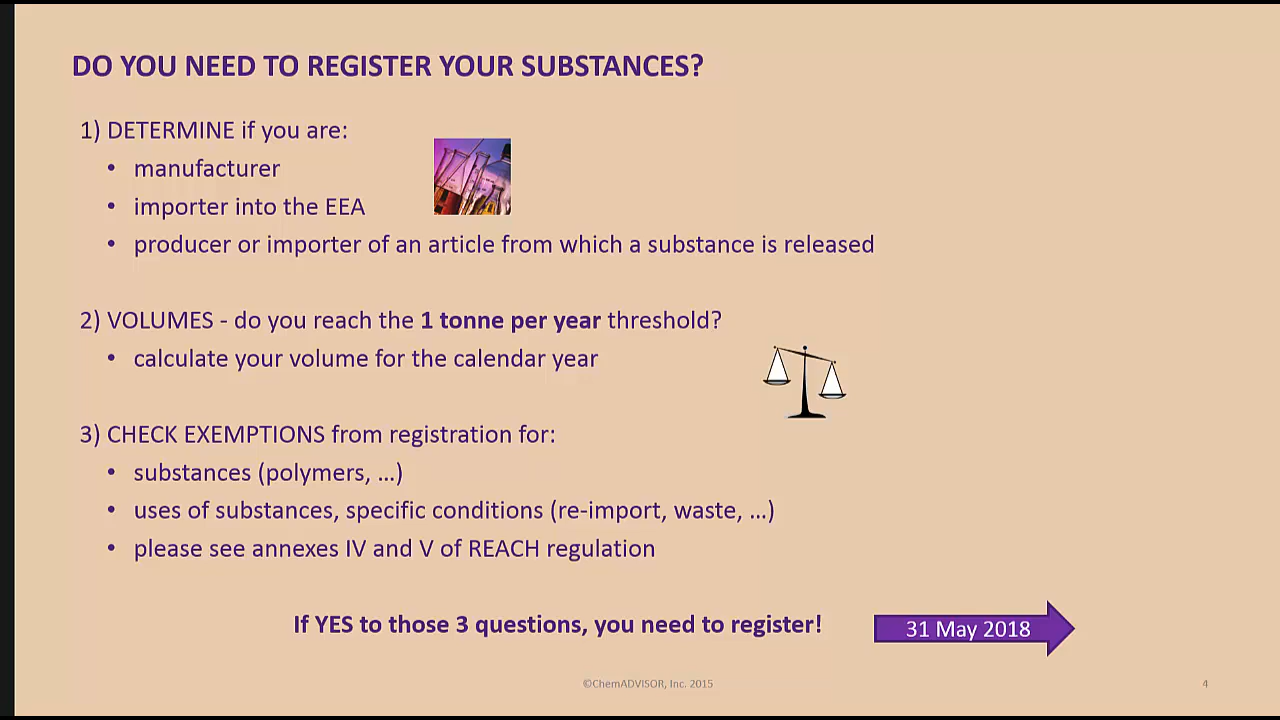 DO YOU NEED TO REGISTER YOUR SUBSTANCES?
1) DETERMINE if you are:
• manufacturer
• importer into the EEA
• producer or importer of an article from which a substance is released
2) VOLUMES - do you reach the 1 tonne per year threshold?
• calculate your volume for the calendar year
3) CHECK EXEMPTIONS from registration for:
• substances (polymers, …)
• uses of substances, specific conditions (re-import, waste, …)
• please see annexes IV and V of REACH regulation
If YES to those 3 questions, you need to register!
31 May 2018
©ChemADVISOR, Inc. 2015
4